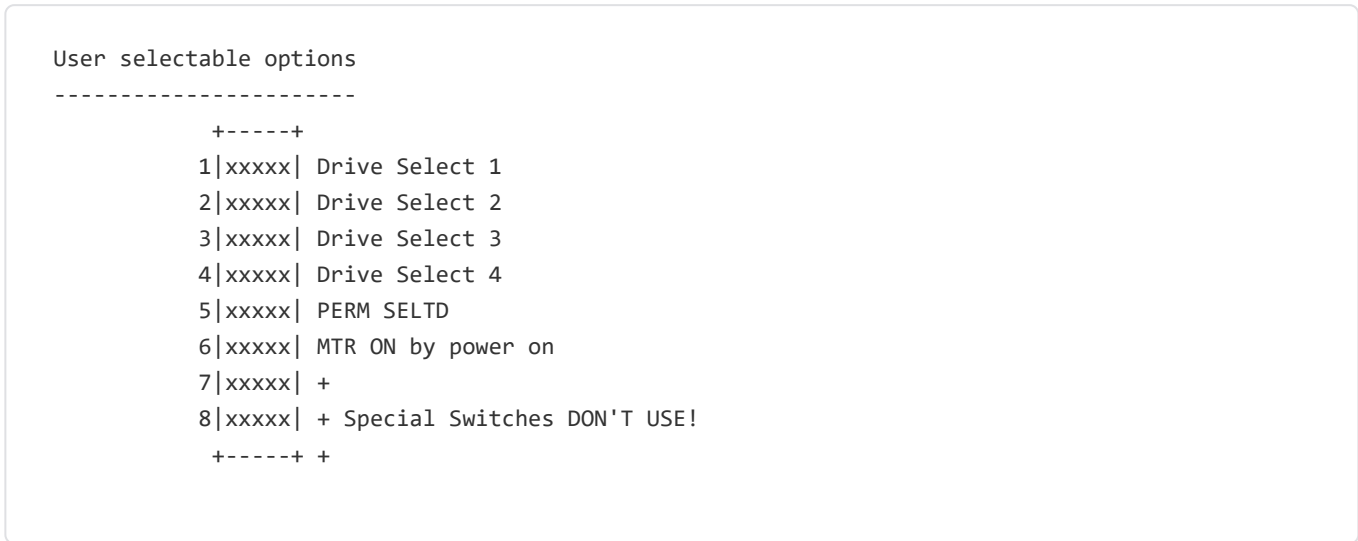 User selectable options
-----------------------
            +-----+
           1|xxxxx| Drive Select 1
           2|xxxxx| Drive Select 2
           3|xxxxx| Drive Select 3
           4|xxxxx| Drive Select 4
           5|xxxxx| PERM SELTD
           6|xxxxx| MTR ON by power on
           7|xxxxx| +
           8|xxxxx| + Special Switches DON'T USE!
            +-----+ +